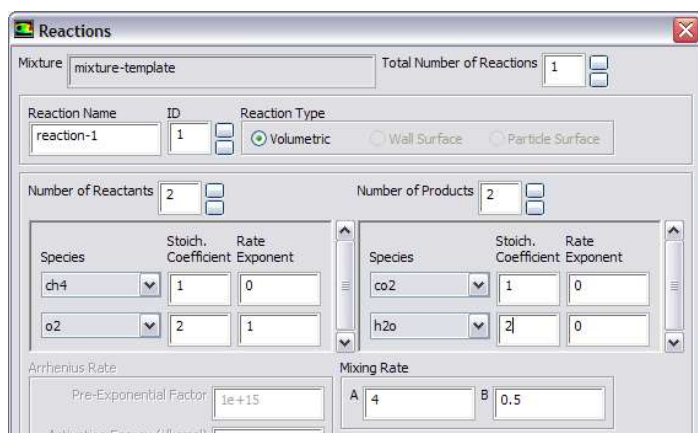 Reactions
Mixture mixture-template Total Number of Reactions 1
Reaction Name ID Reaction Type
reaction-1 1 Volumetric Wall Surface Particle Surface
Number of Reactants 2 Number of Products 2
Stoich. Rate Stoich. Rate
Species Coefficient Exponent Species Coefficient Exponent
ch4 1 0 co2 1 0
o2 2 1 h2o 2 0
Arrhenius Rate Mixing Rate
Pre-Exponential Factor 1e+15 A 4 B 0.5